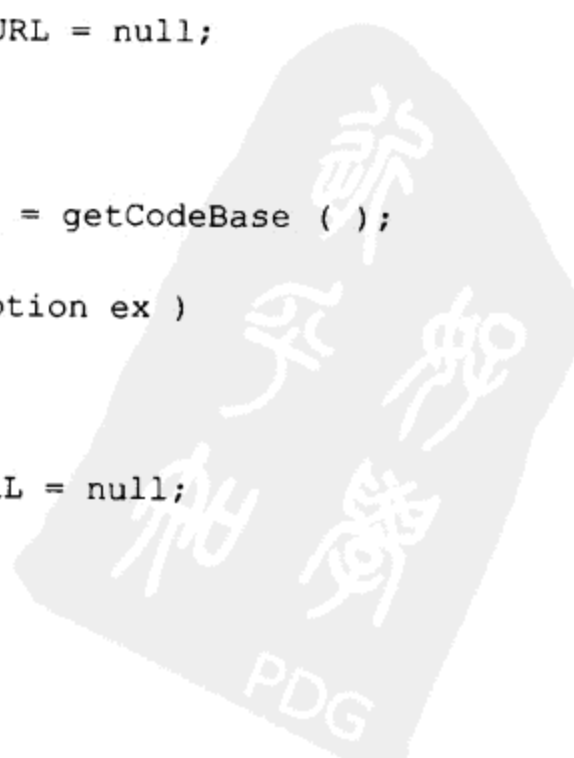 URL = null;
= getCodeBase ( );
ption ex )
L = null;
PDG